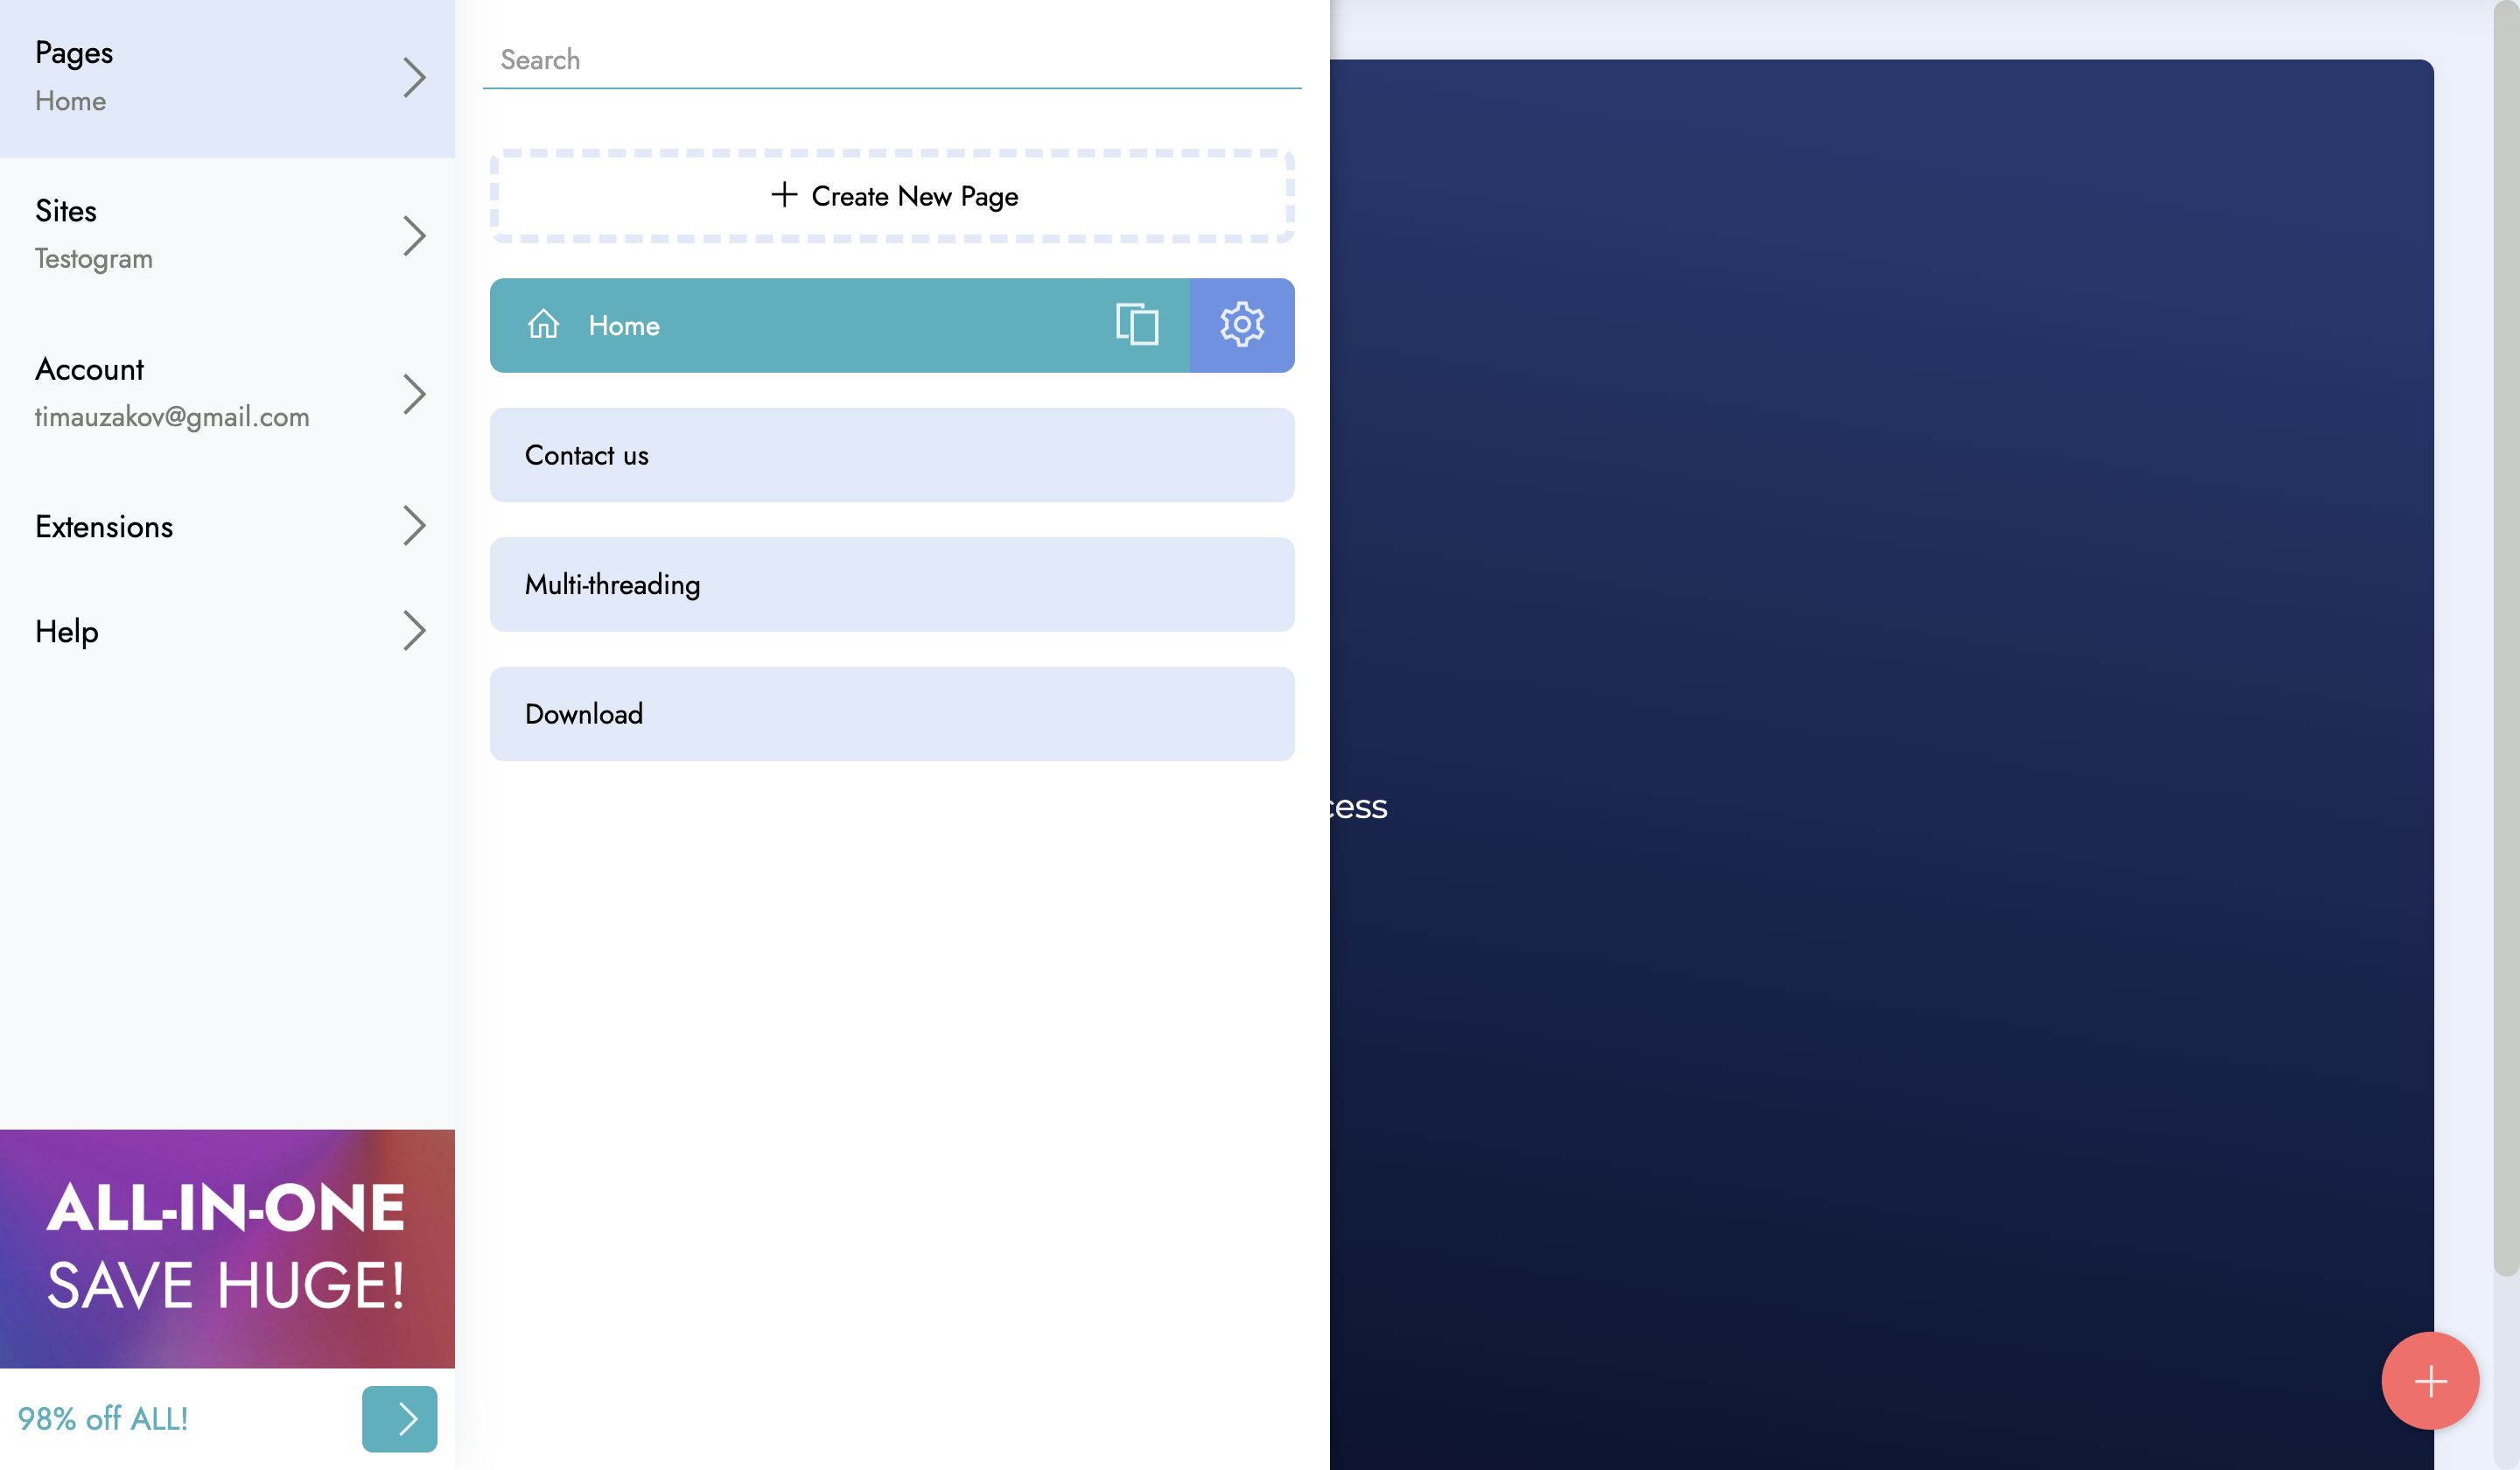 Pages
Home
Sites
Testogram
Account
timauzakov@gmail.com
Extensions
Help
ALL-IN-ONE
SAVE HUGE!
98% off ALL!
Search
Create New Page
Home
Contact us
Multi-threading
Download
cess